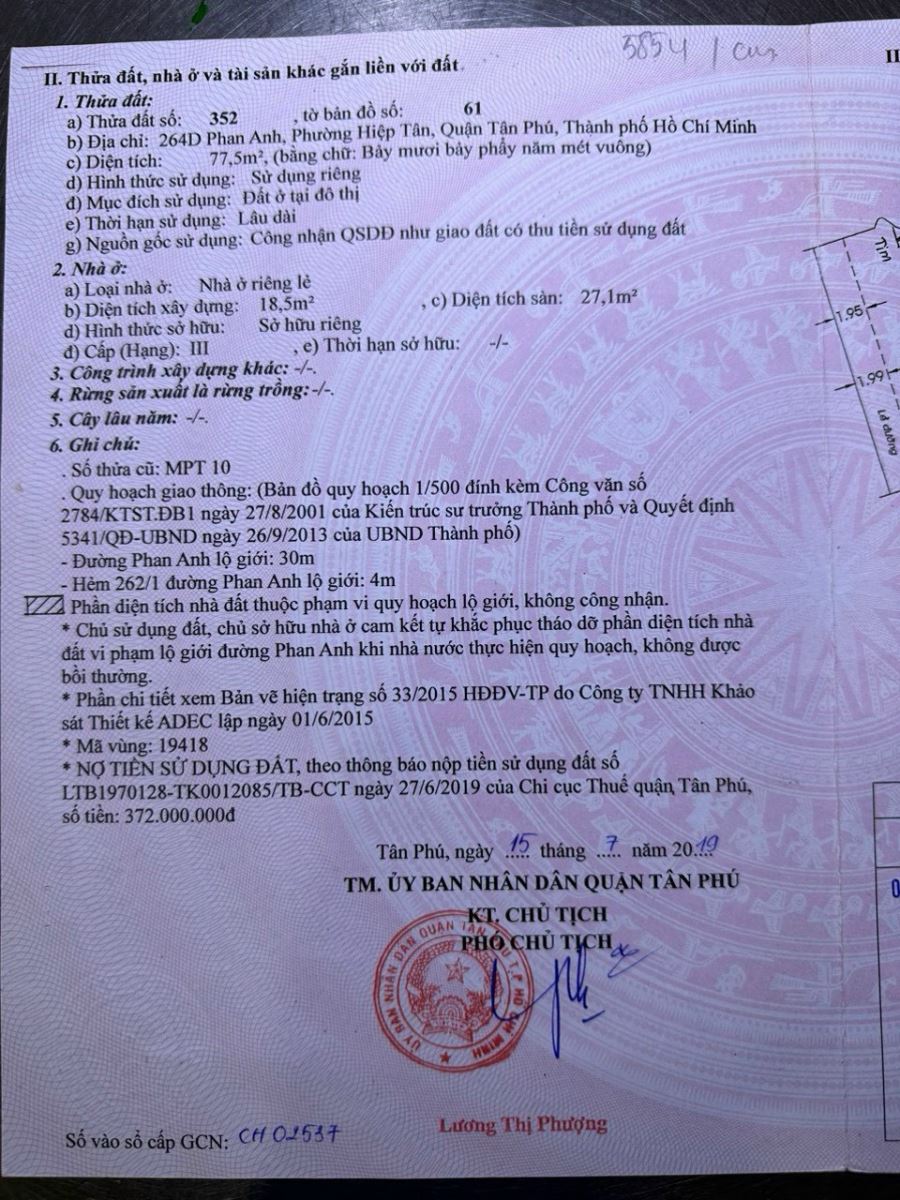 5854 /
II. Thửa đất, nhà ở và tài sản khác gắn liền với đất
II
1. Thửa đất:
a) Thửa đất số: 352 , tờ bản đồ số: 61
b) Địa chỉ: 264D Phan Anh, Phường Hiệp Tân, Quận Tân Phú, Thành phố Hồ Chí Minh
c) Diện tích: 77,5m², (bằng chữ: Bảy mươi bảy phẩy năm mét vuông)
d) Hình thức sử dụng: Sử dụng riêng
đ) Mục đích sử dụng: Đất ở tại đô thị
e) Thời hạn sử dụng: Lâu dài
g) Nguồn gốc sử dụng: Công nhận QSDĐ như giao đất có thu tiền sử dụng đất
2. Nhà ở:
a) Loại nhà ở: Nhà ở riêng lẻ
b) Diện tích xây dựng: 18,5m² , c) Diện tích sàn: 27,1m²
d) Hình thức sở hữu: Sở hữu riêng
đ) Cấp (Hạng): III , e) Thời hạn sở hữu: -/-
3. Công trình xây dựng khác: -/-.
4. Rừng sản xuất là rừng trồng: -/-.
5. Cây lâu năm: -/-.
6. Ghi chú:
. Số thửa cũ: MPT 10
. Quy hoạch giao thông: (Bản đồ quy hoạch 1/500 đính kèm Công văn số
2784/KTST.ĐB1 ngày 27/8/2001 của Kiến trúc sư trưởng Thành phố và Quyết định
5341/QĐ-UBND ngày 26/9/2013 của UBND Thành phố)
- Đường Phan Anh lộ giới: 30m
- Hẻm 262/1 đường Phan Anh lộ giới: 4m
Phần diện tích nhà đất thuộc phạm vi quy hoạch lộ giới, không công nhận.
* Chủ sử dụng đất, chủ sở hữu nhà ở cam kết tự khắc phục tháo dỡ phần diện tích nhà
đất vi phạm lộ giới đường Phan Anh khi nhà nước thực hiện quy hoạch, không được
bồi thường.
* Phần chi tiết xem Bản vẽ hiện trạng số 33/2015 HĐĐV-TP do Công ty TNHH Khảo
sát Thiết kế ADEC lập ngày 01/6/2015
* Mã vùng: 19418
* NỢ TIỀN SỬ DỤNG ĐẤT, theo thông báo nộp tiền sử dụng đất số
LTB1970128-TK0012085/TB-CCT ngày 27/6/2019 của Chi cục Thuế quận Tân Phú,
số tiền: 372.000.000đ
Tân Phú, ngày 15 tháng 7 năm 2019
TM. ỦY BAN NHÂN DÂN QUẬN TÂN PHÚ
KT. CHỦ TỊCH
PHÓ CHỦ TỊCH
ỦY BAN NHÂN DÂN QUẬN TÂN PHÚ T.P HỒ CHÍ MINH
Lương Thị Phượng
Số vào sổ cấp GCN: CH 02537
Tim
1.95
1.99
Lề đường
0